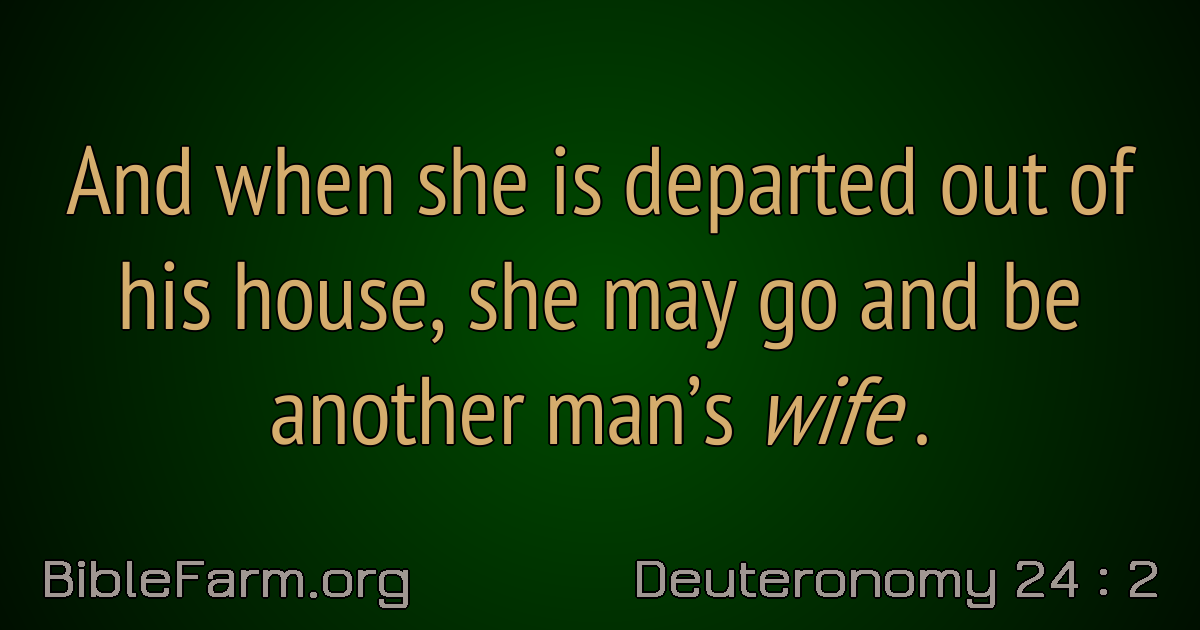 And when she is departed out of
his house, she may go and be
another man’s wife .
BibleFarm.org
Deuteronomy 24 : 2